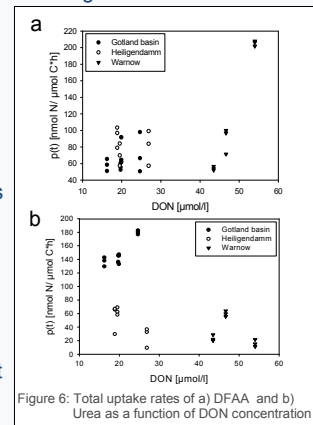 a
220
200
180
160
140
120
100
80
60
40
p(t) [nmol N/ µmol C*h]
Gotland basin
Heiligendamm
Warnow
10 20 30 40 50 60
DON [µmol/l]
b
200
180
160
140
120
100
80
60
40
20
0
p(t) [nmol N/ µmol C*h]
Gotland basin
Heiligendamm
Warnow
10 20 30 40 50 60
DON [µmol/l]
Figure 6: Total uptake rates of a) DFAA and b)
Urea as a function of DON concentration